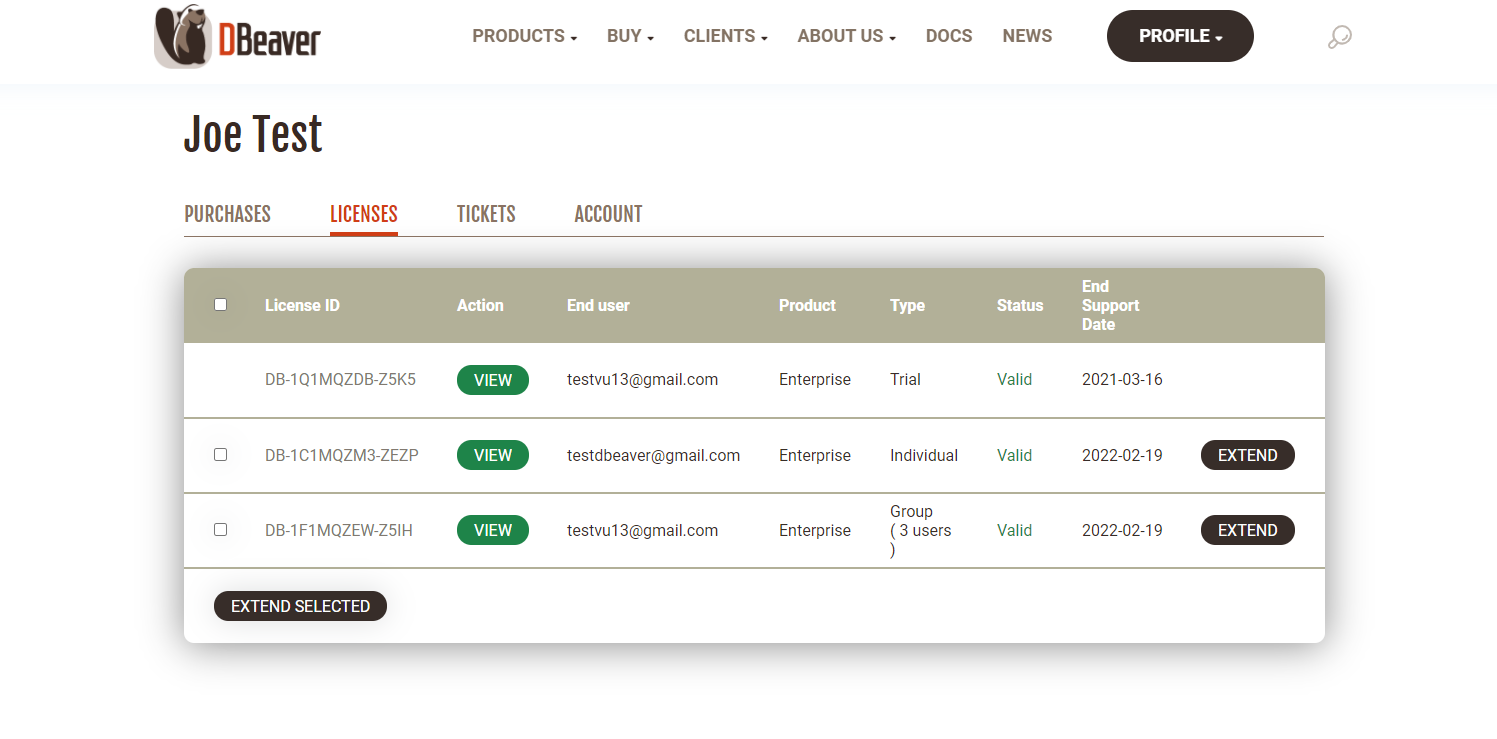 DBeaver
PRODUCTS BUY CLIENTS ABOUT US DOCS NEWS PROFILE
Joe Test
PURCHASES LICENSES TICKETS ACCOUNT
License ID Action End user Product Type Status End
Support
Date
DB-1Q1MQZDB-Z5K5 VIEW testvu13@gmail.com Enterprise Trial Valid 2021-03-16
DB-1C1MQZM3-ZEZP VIEW testdbeaver@gmail.com Enterprise Individual Valid 2022-02-19 EXTEND
DB-1F1MQZEW-Z5IH VIEW testvu13@gmail.com Enterprise Group
( 3 users
) Valid 2022-02-19 EXTEND
EXTEND SELECTED